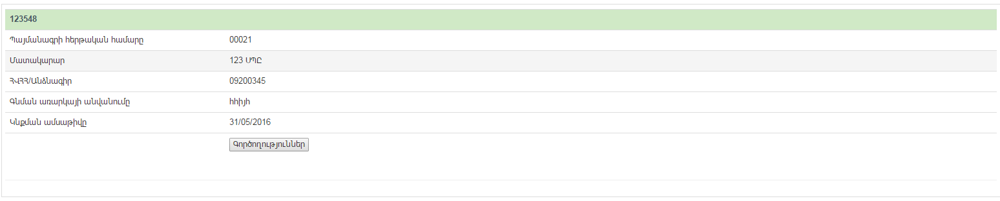 123548
Պայմանագրի հերթական համարը 00021
Մատակարար 123 ՍՊԸ
ՀՎՀՀ/Անձնագիր 09200345
Գնման առարկայի անվանումը հհիյհ
Կնքման ամսաթիվը 31/05/2016
Գործողություններ